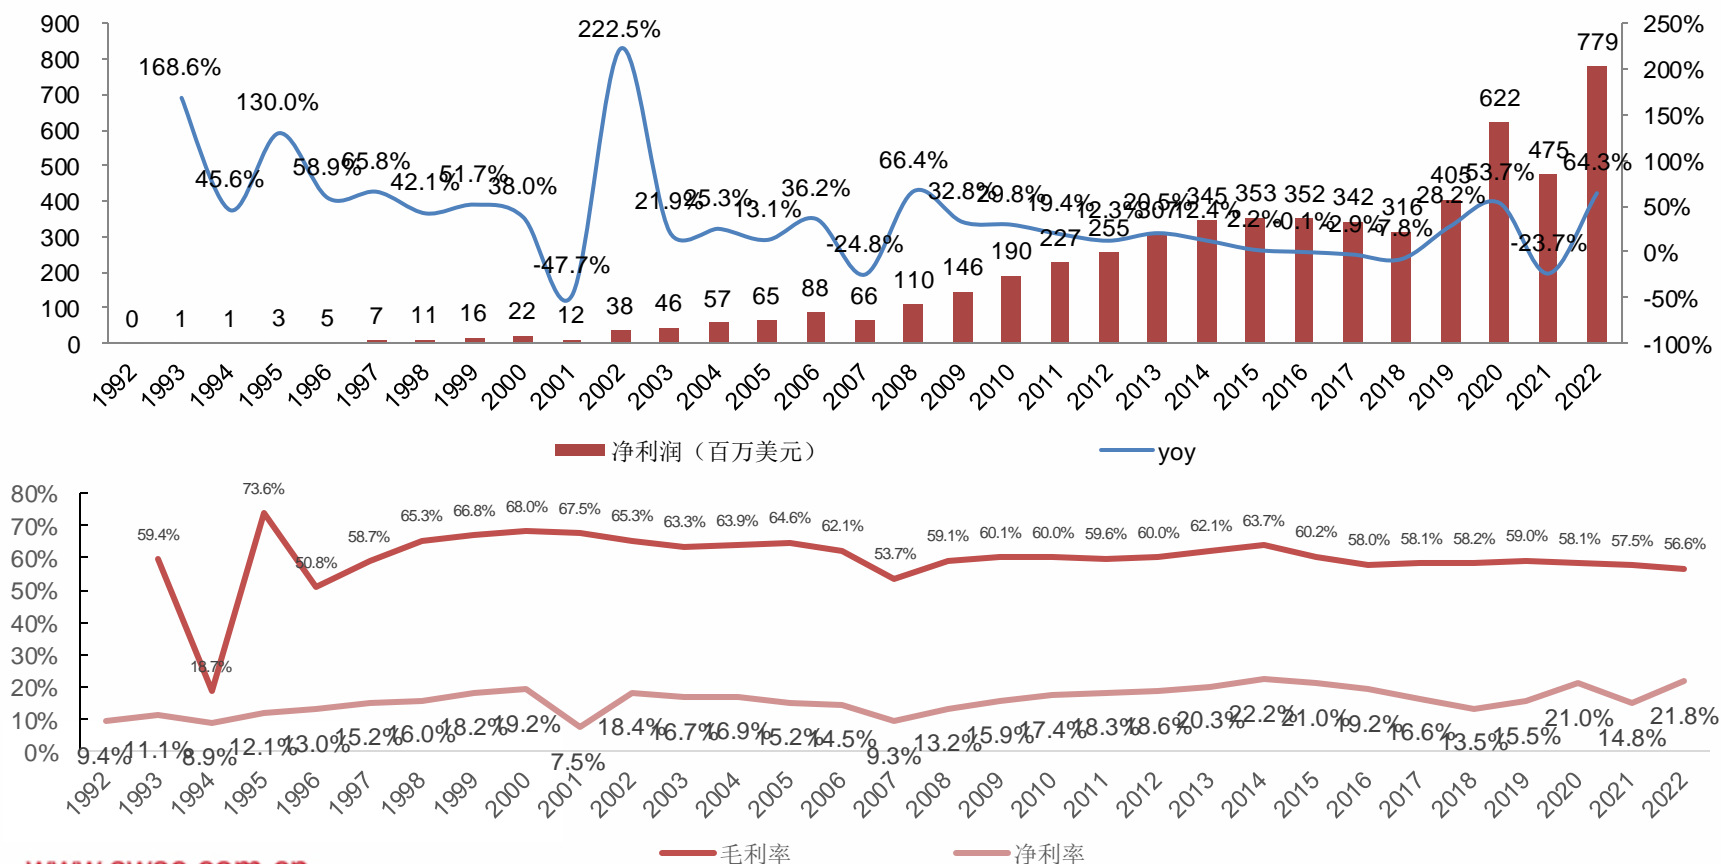 900 250%
800 200%
700 150%
600 100%
500 50%
400 0%
300 -50%
200 -100%
100
0
168.6% 45.6% 130.0% 58.9% 65.8% 42.1% 51.7% 38.0% -47.7% 222.5% 21.9% 25.3% 13.1% 36.2% -24.8% 66.4% 32.8% 29.8% 19.4% 12.3% 20.5% 12.4% 2.2% -0.1% -2.9% -7.8% 28.2% 53.7% -23.7% 64.3%
0 1 1 3 5 7 11 16 22 12 38 46 57 65 88 66 110 146 190 227 255 307 345 353 352 342 316 405 622 475 779
1992 1993 1994 1995 1996 1997 1998 1999 2000 2001 2002 2003 2004 2005 2006 2007 2008 2009 2010 2011 2012 2013 2014 2015 2016 2017 2018 2019 2020 2021 2022
净利润（百万美元） yoy
80%
70%
60%
50%
40%
30%
20%
10%
0%
59.4% 18.7% 73.6% 50.8% 58.7% 65.3% 66.8% 68.0% 67.5% 65.3% 63.3% 63.9% 64.6% 62.1% 53.7% 59.1% 60.1% 60.0% 59.6% 60.0% 62.1% 63.7% 60.2% 58.0% 58.1% 58.2% 59.0% 58.1% 57.5% 56.6%
9.4% 11.1% 8.9% 12.1% 13.0% 15.2% 16.0% 18.2% 19.2% 7.5% 18.4% 16.7% 16.9% 15.2% 14.5% 9.3% 13.2% 15.9% 17.4% 18.3% 18.6% 20.3% 22.2% 21.0% 19.2% 16.6% 13.5% 15.5% 21.0% 14.8% 21.8%
1992 1993 1994 1995 1996 1997 1998 1999 2000 2001 2002 2003 2004 2005 2006 2007 2008 2009 2010 2011 2012 2013 2014 2015 2016 2017 2018 2019 2020 2021 2022
毛利率 净利率